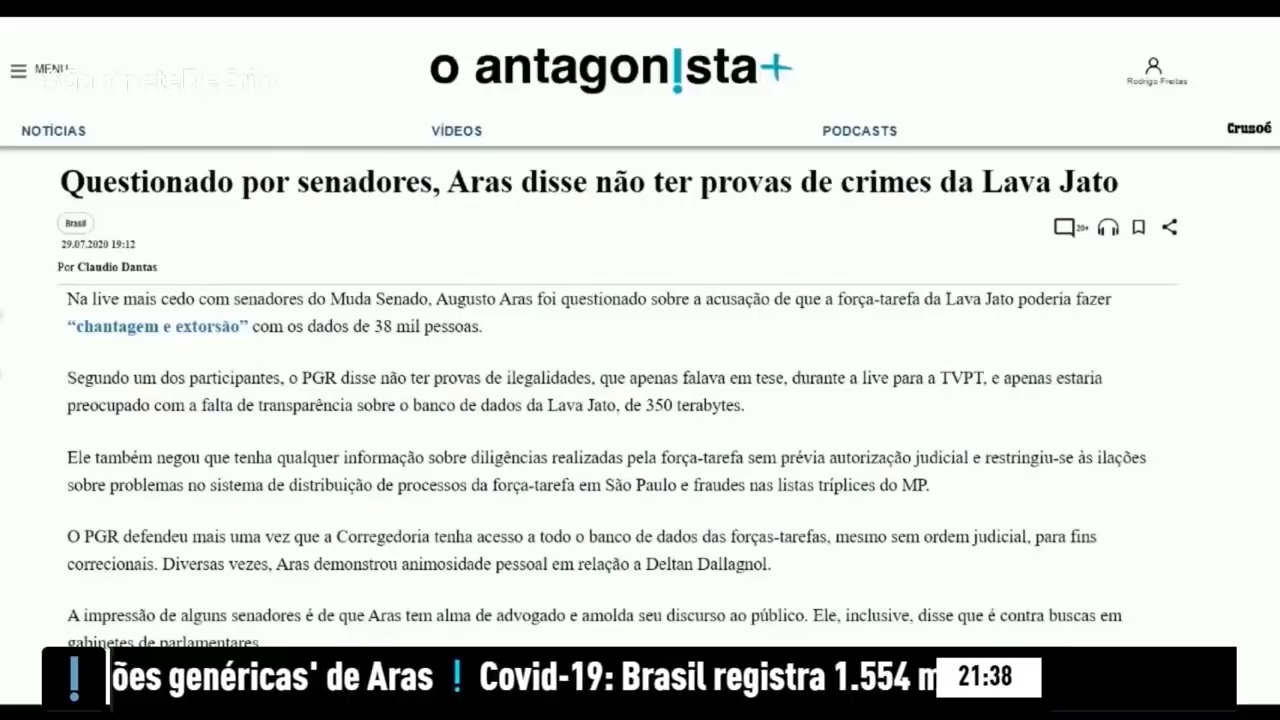 MENU
o antagon!sta+
Rodrigo Freitas
NOTÍCIAS
VÍDEOS
PODCASTS
Crusoé
Questionado por senadores, Aras disse não ter provas de crimes da Lava Jato
Brasil
29.07.2020 19:12
20+
Por Claudio Dantas
Na live mais cedo com senadores do Muda Senado, Augusto Aras foi questionado sobre a acusação de que a força-tarefa da Lava Jato poderia fazer
“chantagem e extorsão” com os dados de 38 mil pessoas.
Segundo um dos participantes, o PGR disse não ter provas de ilegalidades, que apenas falava em tese, durante a live para a TVPT, e apenas estaria
preocupado com a falta de transparência sobre o banco de dados da Lava Jato, de 350 terabytes.
Ele também negou que tenha qualquer informação sobre diligências realizadas pela força-tarefa sem prévia autorização judicial e restringiu-se às ilações
sobre problemas no sistema de distribuição de processos da força-tarefa em São Paulo e fraudes nas listas tríplices do MP.
O PGR defendeu mais uma vez que a Corregedoria tenha acesso a todo o banco de dados das forças-tarefas, mesmo sem ordem judicial, para fins
correcionais. Diversas vezes, Aras demonstrou animosidade pessoal em relação a Deltan Dallagnol.
A impressão de alguns senadores é de que Aras tem alma de advogado e amolda seu discurso ao público. Ele, inclusive, disse que é contra buscas em
gabinetes de parlamentares
! ões genéricas' de Aras ! Covid-19: Brasil registra 1.554 m
21:38